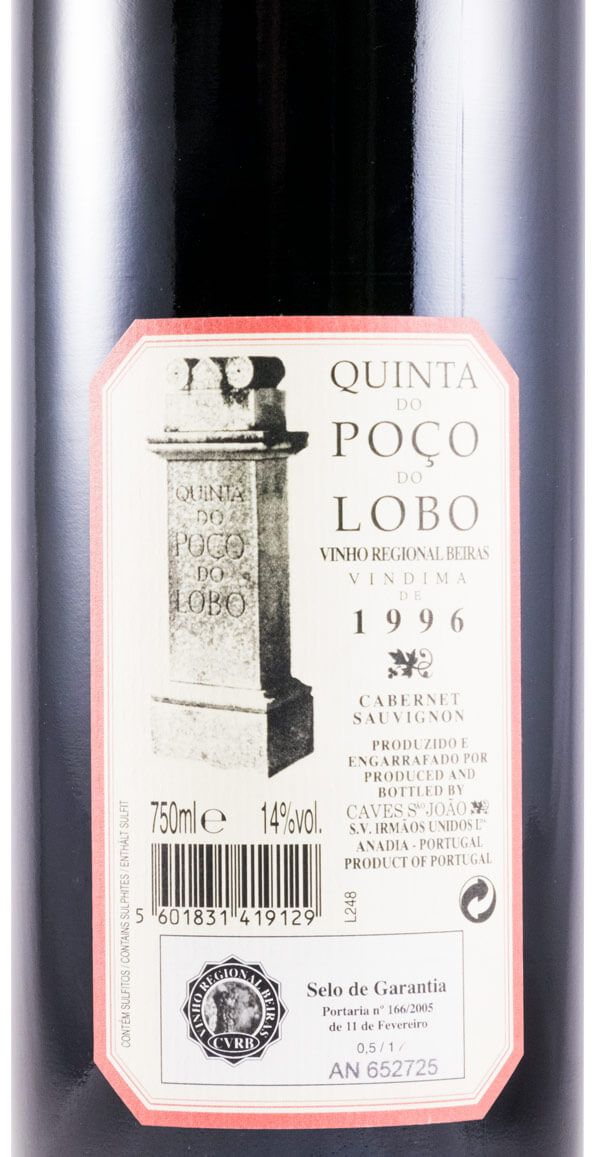 QUINTA
DO
POÇO
DO
LOBO
QUINTA
DO
POÇO
DO
LOBO
VINHO REGIONAL BEIRAS
VINDIMA
DE
1996
CABERNET
SAUVIGNON
PRODUZIDO E
ENGARRAFADO POR
PRODUCED AND
BOTTLED BY
CAVES SÃO JOÃO
S.V. IRMÃOS UNIDOS Lª
ANADIA - PORTUGAL
PRODUCT OF PORTUGAL
750ml e 14%vol.
5 601831 419129
L248
CONTÉM SULFITOS / CONTAINS SULPHITES / ENTHÄLT SULFIT
VINHO REGIONAL BEIRAS
CVRB
Selo de Garantia
Portaria nº 166/2005
de 11 de Fevereiro
0,5 / 1 /
AN 652725